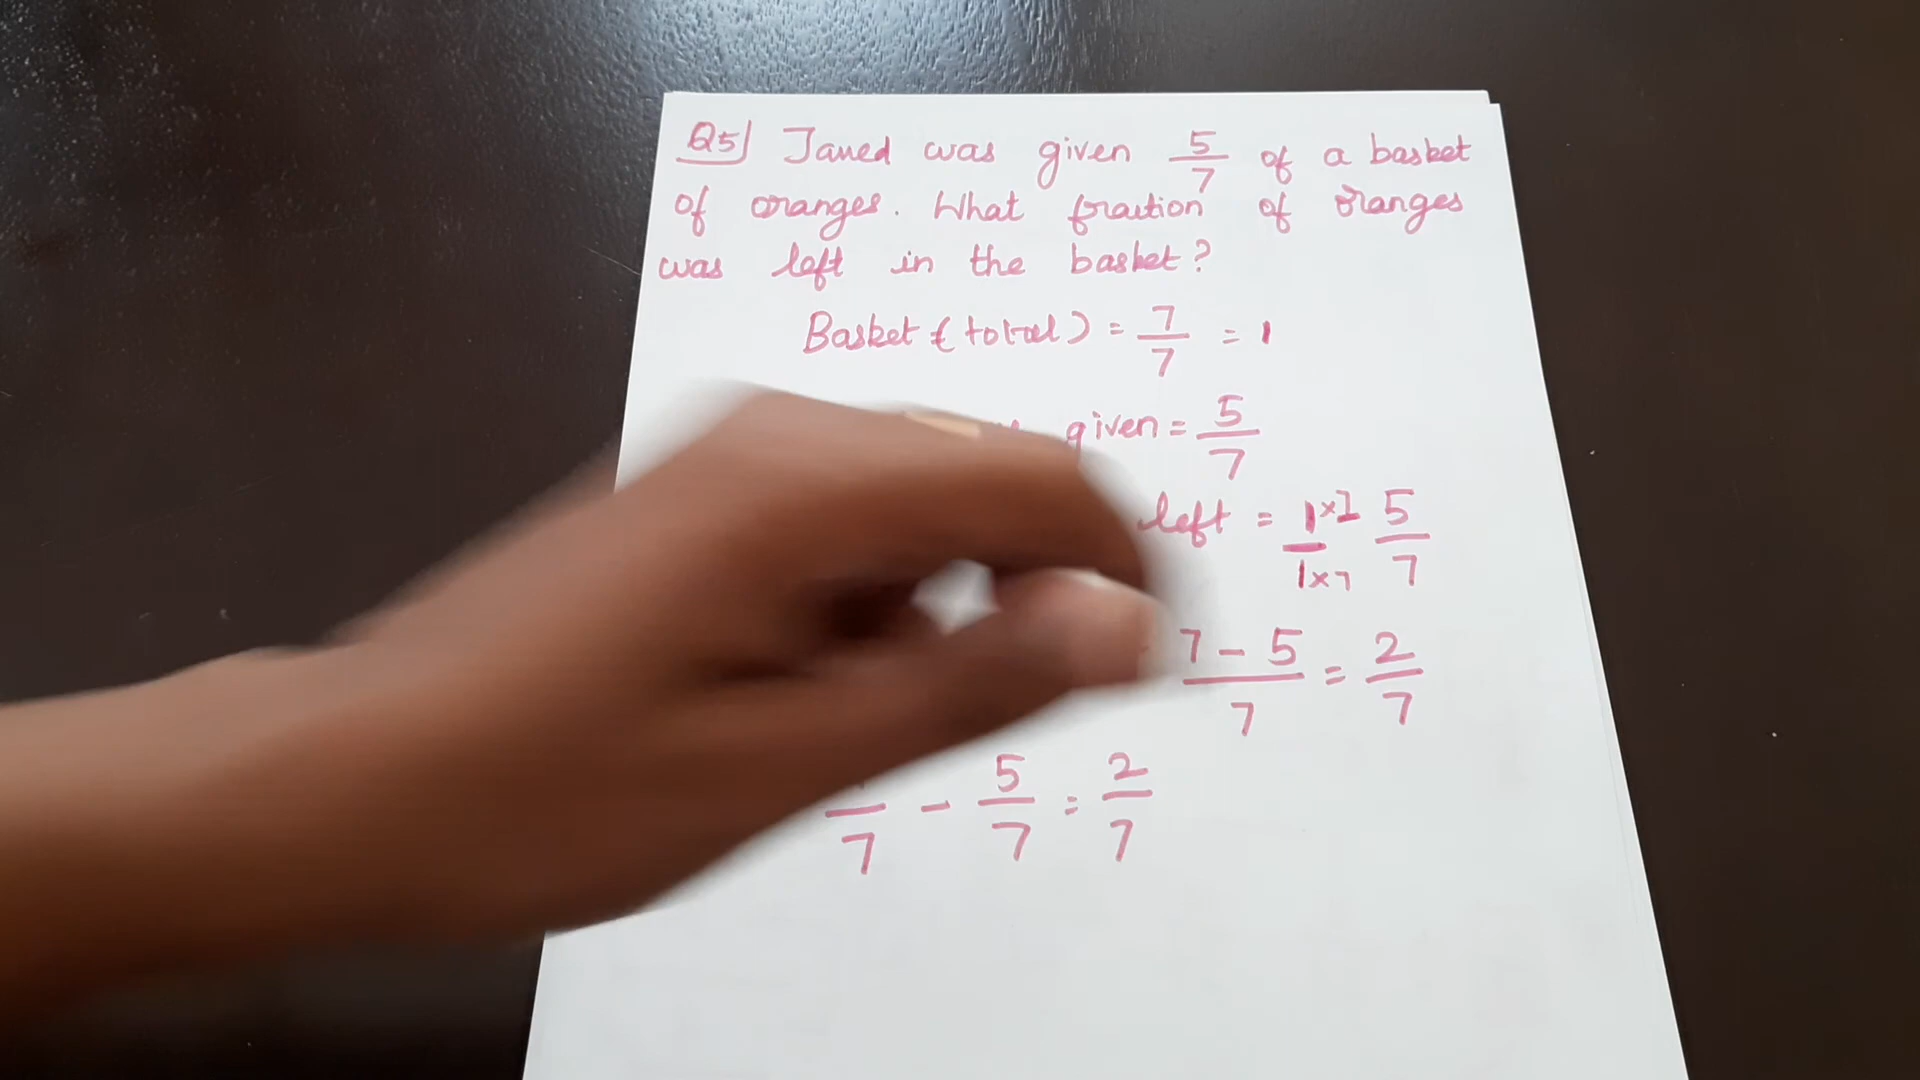 Q5) Javed was given 5/7 of a basket
of oranges. What fraction of oranges
was left in the basket?
Basket (total) = 7/7 = 1
given = 5/7
left = 1×7/1×7 5/7
7 - 5/7 = 2/7
/7 - 5/7 = 2/7